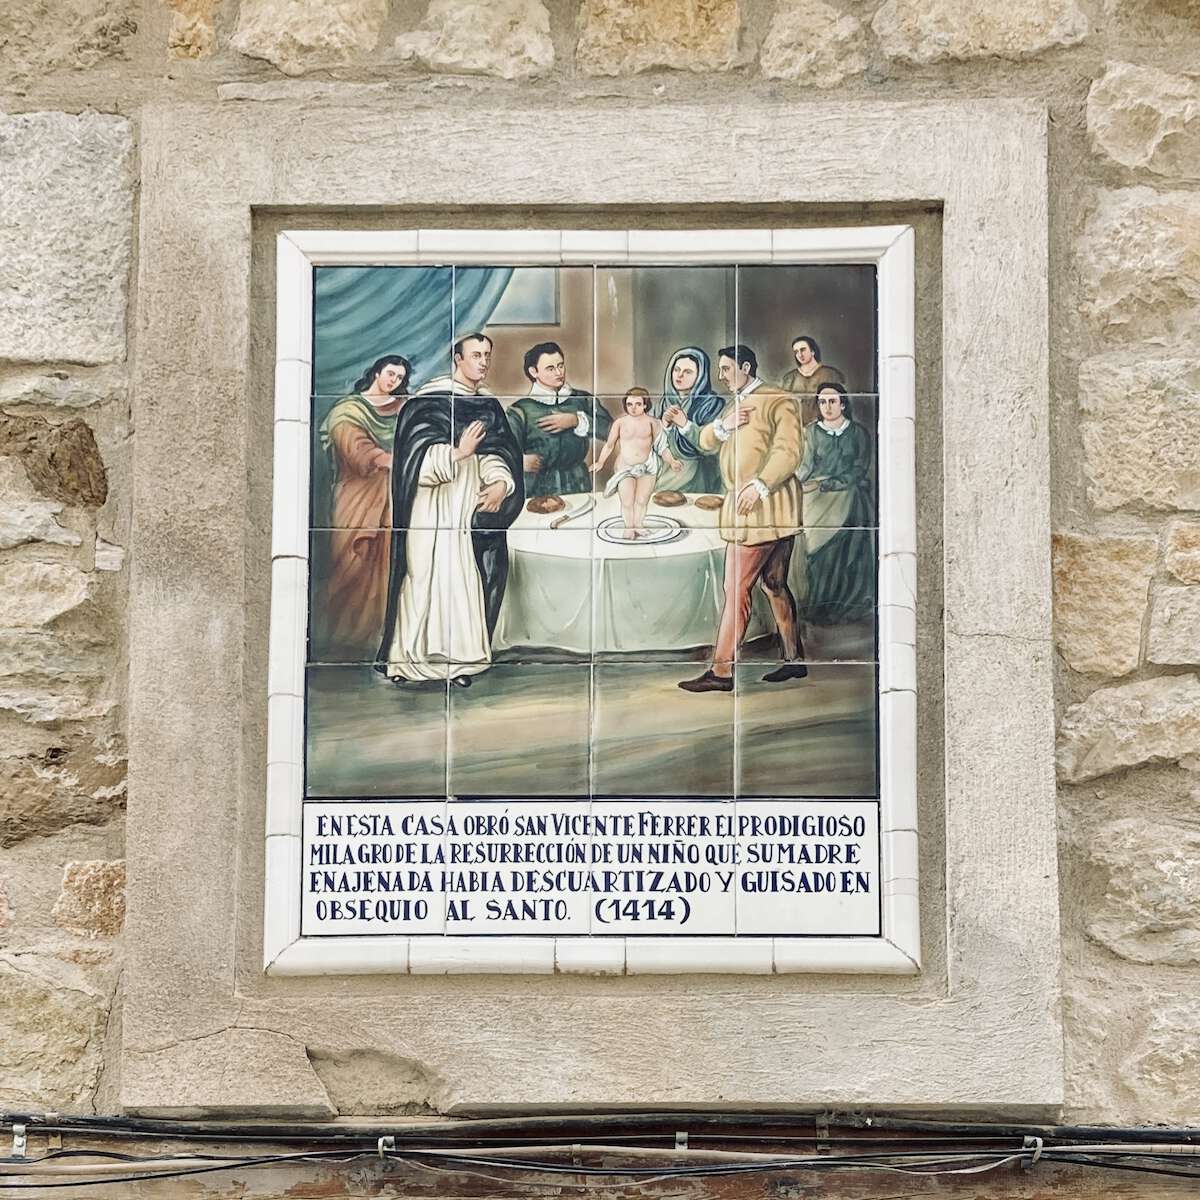 EN ESTA CASA OBRÓ SAN VICENTE FERRER EL PRODIGIOSO
MILAGRO DE LA RESURRECCIÓN DE UN NIÑO QUE SU MADRE
ENAJENADA HABIA DESCUARTIZADO Y GUISADO EN
OBSEQUIO AL SANTO. (1414)